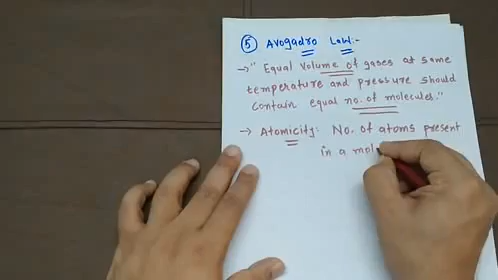 ⑤ Avogadro Law:-
→" Equal Volume of gases at same
temperature and pressure should
contain equal no. of molecules."
→ Atomicity: No. of atoms present
in a mol